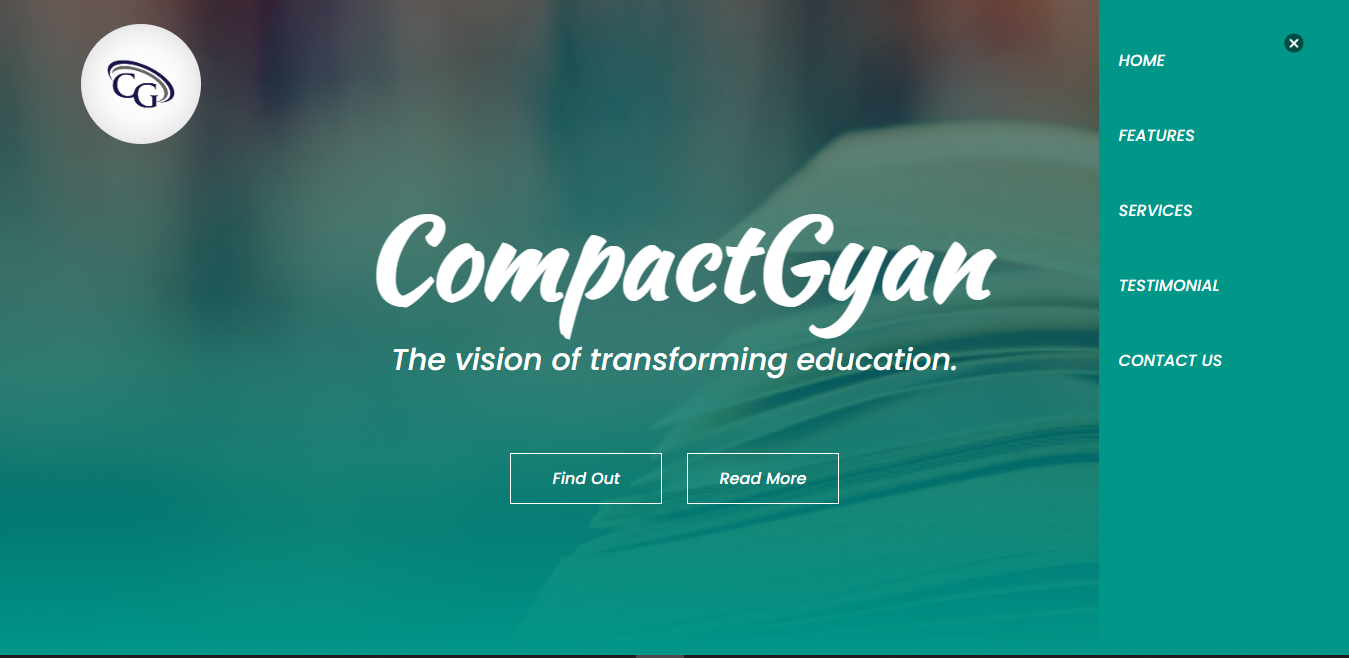 CG
CompactGyan
The vision of transforming education.
Find Out
Read More
HOME
FEATURES
SERVICES
TESTIMONIAL
CONTACT US